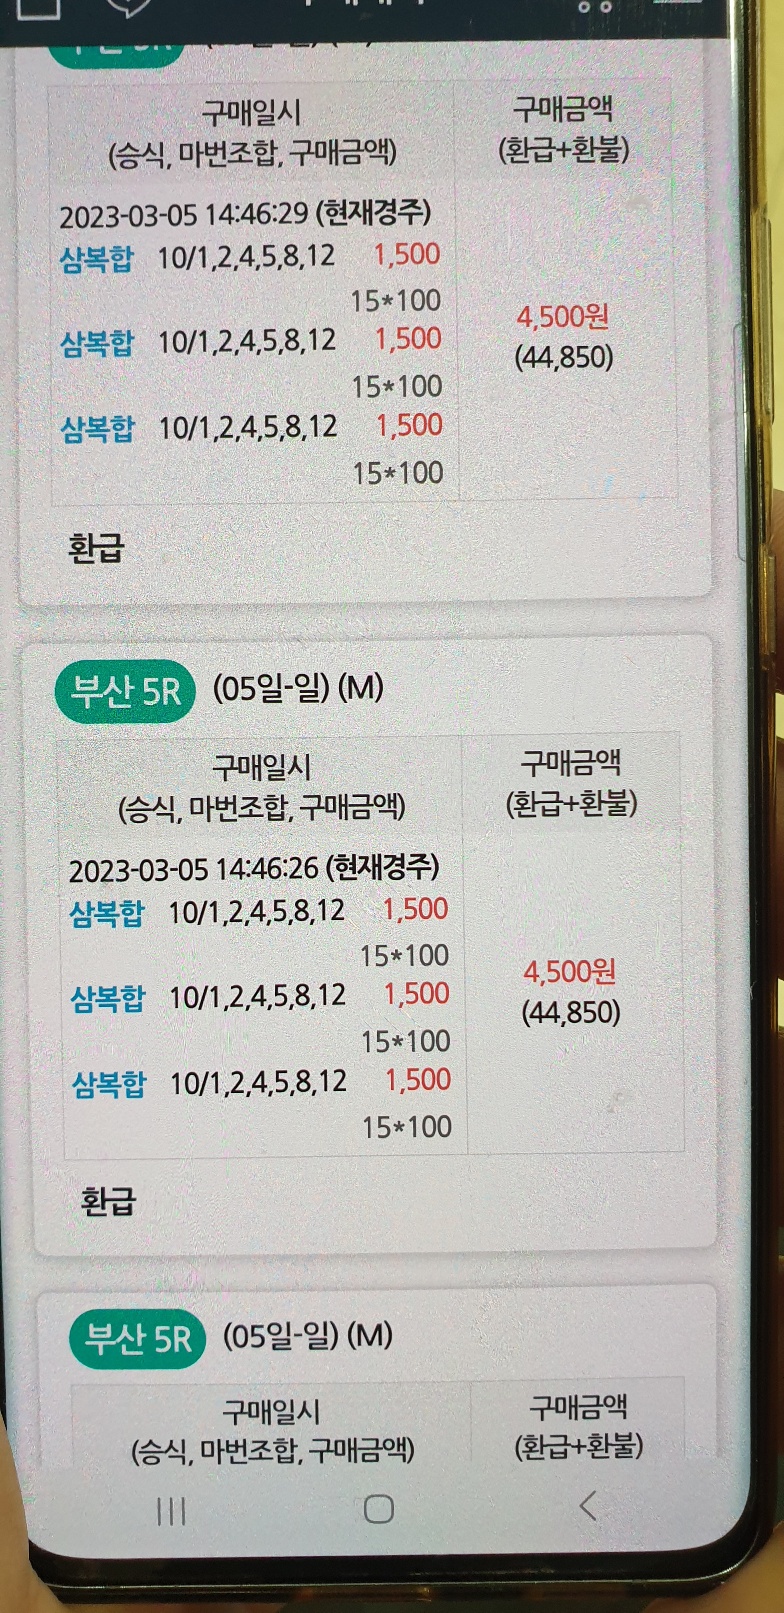 구매일시
구매금액
(승식, 마번조합, 구매금액)
(환급+환불)
2023-03-05 14:46:29 (현재경주)
삼복합 10/1,2,4,5,8,12 1,500
15*100
삼복합 10/1,2,4,5,8,12 1,500
15*100
삼복합 10/1,2,4,5,8,12 1,500
15*100
4,500원
(44,850)
환급
부산 5R (05일-일) (M)
구매일시
구매금액
(승식, 마번조합, 구매금액)
(환급+환불)
2023-03-05 14:46:26 (현재경주)
삼복합 10/1,2,4,5,8,12 1,500
15*100
삼복합 10/1,2,4,5,8,12 1,500
15*100
삼복합 10/1,2,4,5,8,12 1,500
15*100
4,500원
(44,850)
환급
부산 5R (05일-일) (M)
구매일시
구매금액
(승식, 마번조합, 구매금액)
(환급+환불)